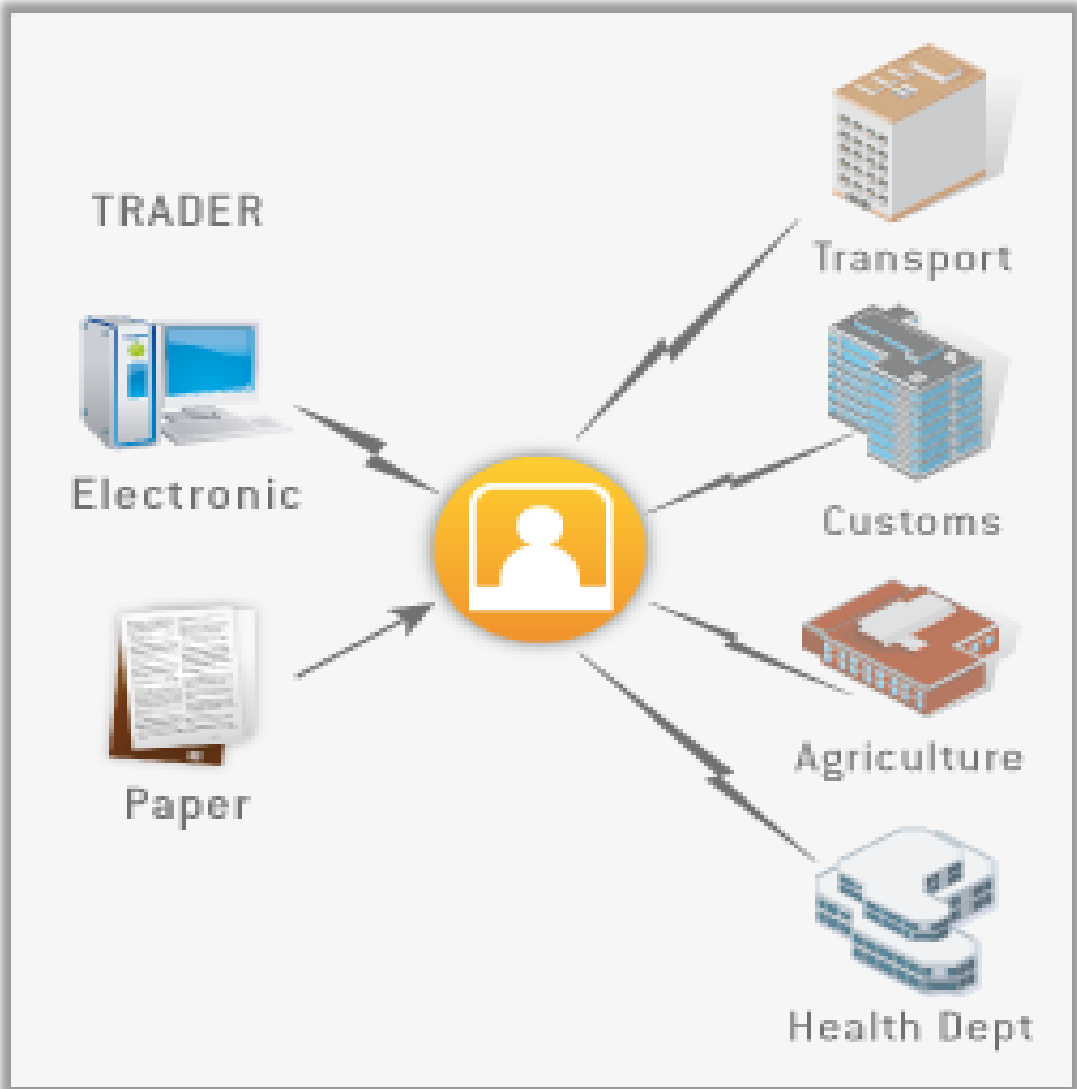 TRADER
Electronic
Paper
Transport
Customs
Agriculture
Health Dept